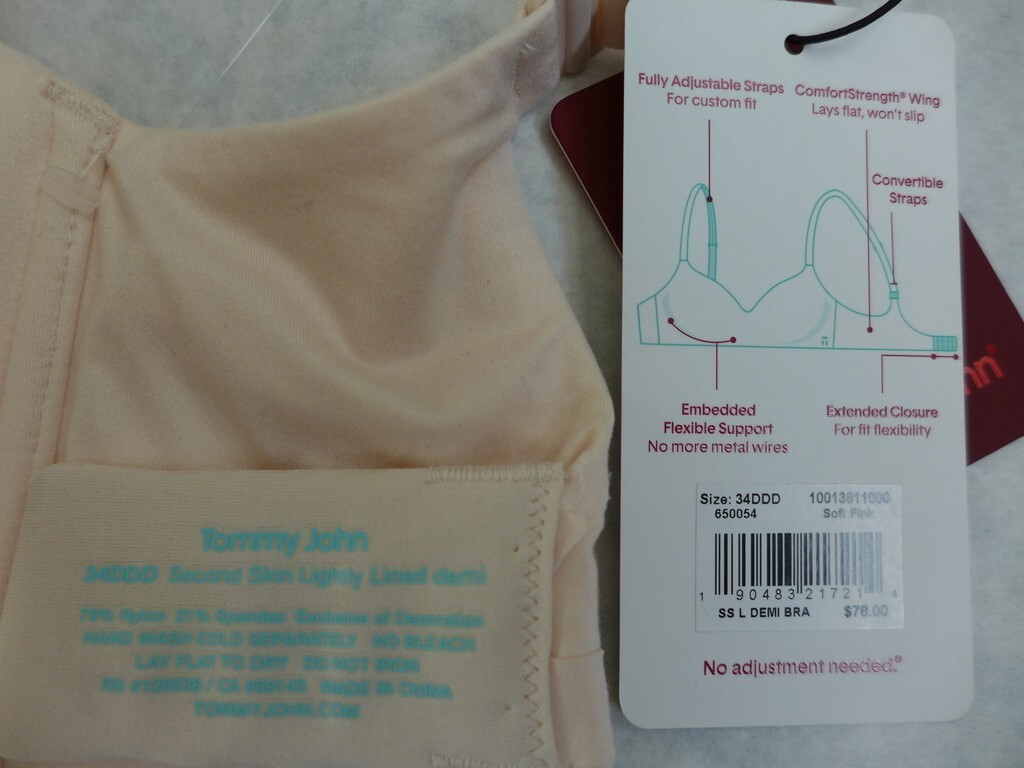 Fully Adjustable Straps
For custom fit
ComfortStrength® Wing
Lays flat, won't slip
Convertible
Straps
Embedded
Flexible Support
No more metal wires
Extended Closure
For fit flexibility
hn®
Size: 34DDD 10013811000
650054 Soft Pink
1 90483 21721 4
SS L DEMI BRA $78.00
No adjustment needed.®
Tommy John
34DDD Second Skin Lightly Lined demi
79% Nylon 21% Spandex Exclusive of Decoration
HAND WASH COLD SEPARATELY NO BLEACH
LAY FLAT TO DRY DO NOT IRON
MADE IN CHINA
TOMMYJOHN.COM